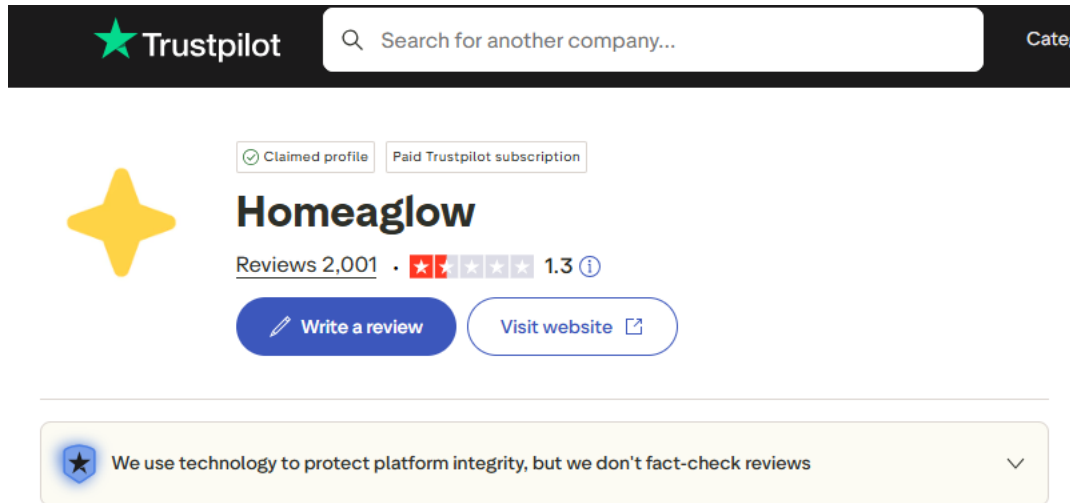 Trustpilot
Search for another company...
Claimed profile
Paid Trustpilot subscription
Homeaglow
Reviews 2,001 • 1.3
Write a review
Visit website
We use technology to protect platform integrity, but we don't fact-check reviews